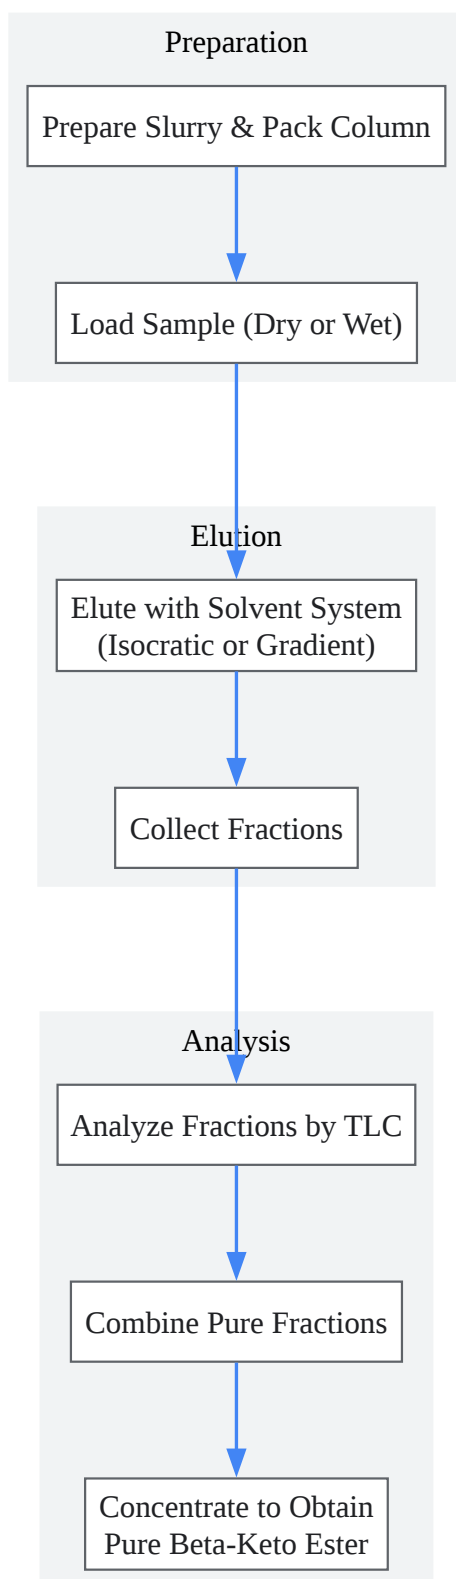 Preparation
Prepare Slurry & Pack Column
Load Sample (Dry or Wet)
Elution
Elute with Solvent System
(Isocratic or Gradient)
Collect Fractions
Analysis
Analyze Fractions by TLC
Combine Pure Fractions
Concentrate to Obtain
Pure Beta-Keto Ester